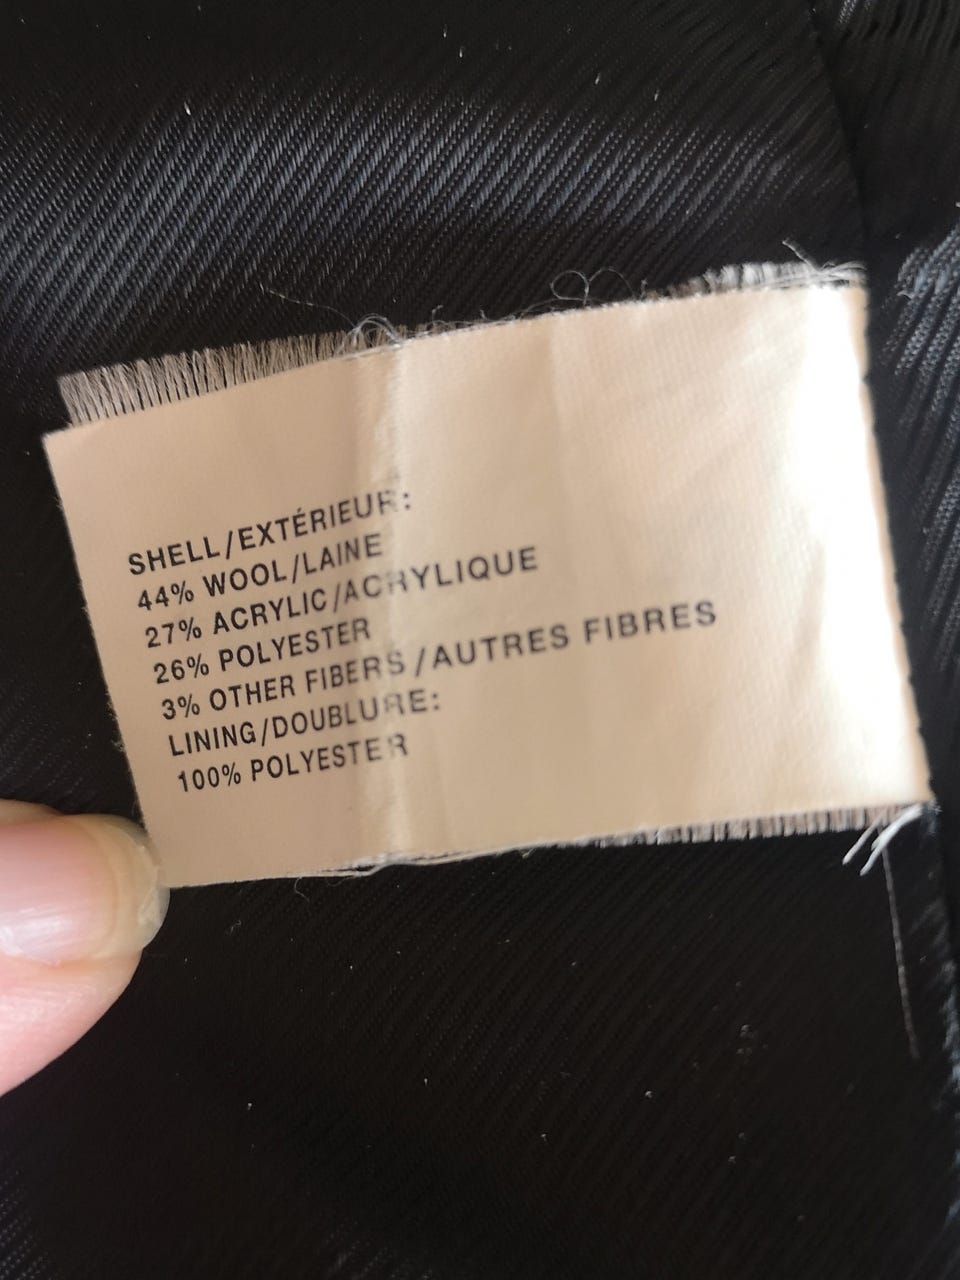 SHELL/EXTÉRIEUR:
44% WOOL/LAINE
27% ACRYLIC/ACRYLIQUE
26% POLYESTER
3% OTHER FIBERS/AUTRES FIBRES
LINING/DOUBLURE:
100% POLYESTER